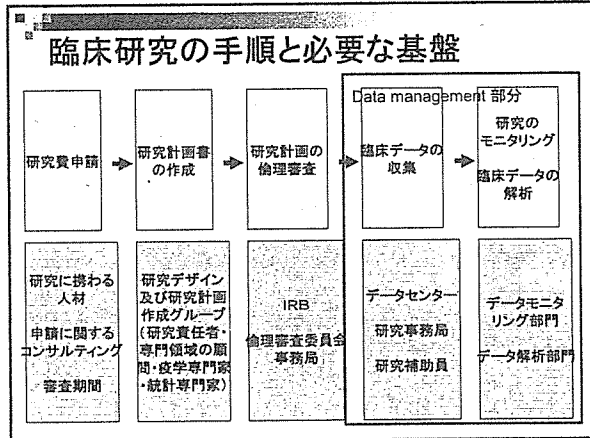 臨床研究の手順と必要な基盤
Data management 部分
研究費申請
研究計画書
の作成
研究計画の
倫理審査
臨床データの
収集
研究の
モニタリング
臨床データの
解析
研究に携わる
人材
申請に関する
コンサルティング
審査期間
研究デザイン
及び研究計画
作成グループ
(研究責任者・
専門領域の顧
問・疫学専門家
・統計専門家)
IRB
倫理審査委員会
事務局
データセンター
研究事務局
研究補助員
データモニタ
リング部門
データ解析部門